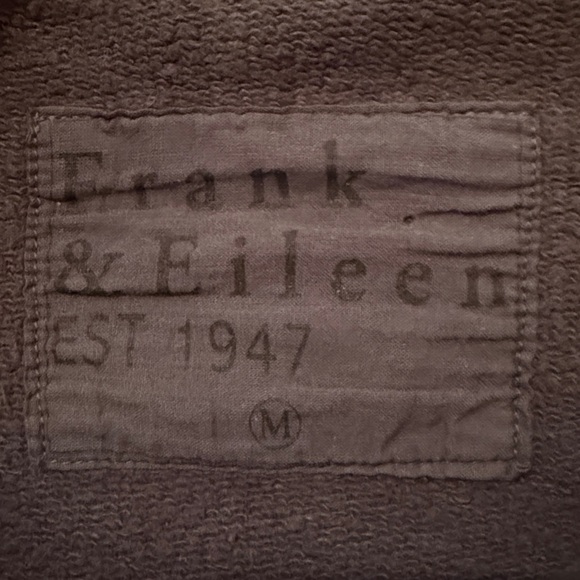 Frank
& Eileen
EST 1947
M